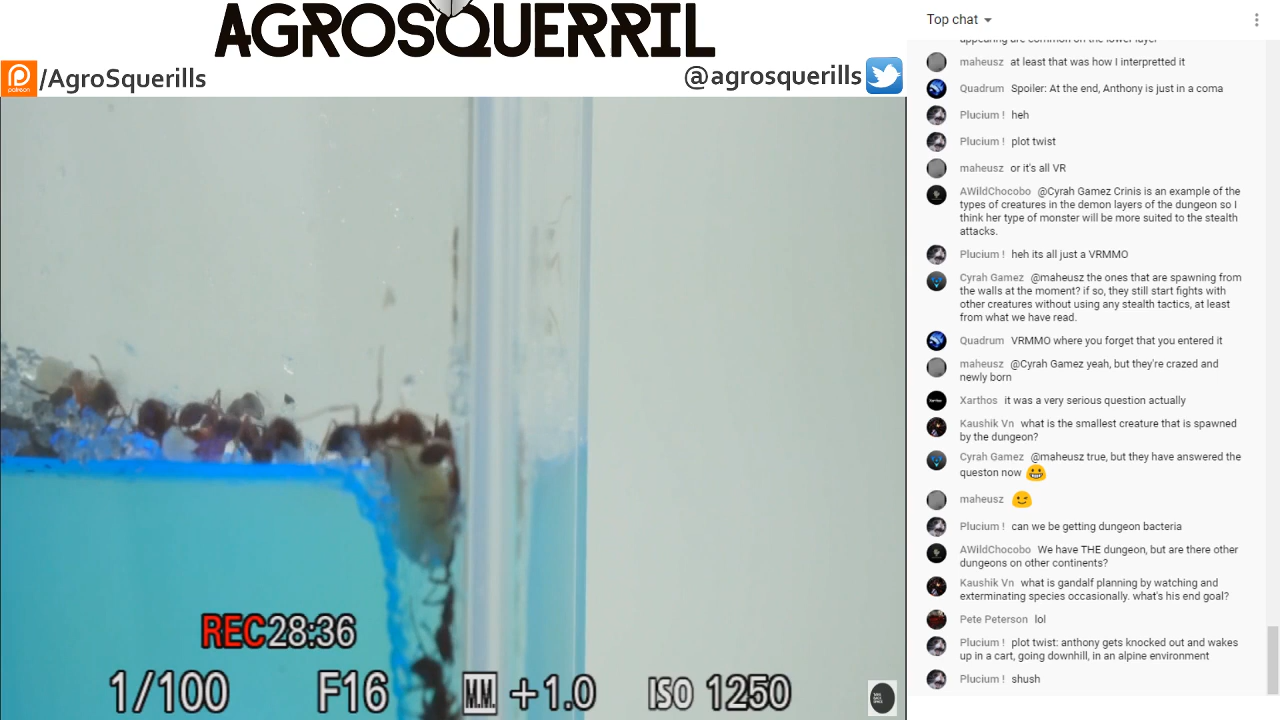 AGROSQUERRIL
/AgroSquerills
@agrosquerills
REC28:36
1/100 F16 M.M. +1.0 ISO 1250
Top chat
appearing are common on the lower layer
maheusz at least that was how I interpretted it
Quadrum Spoiler: At the end, Anthony is just in a coma
Plucium ! heh
Plucium ! plot twist
maheusz or it's all VR
AWildChocobo @Cyrah Gamez Crinis is an example of the
types of creatures in the demon layers of the dungeon so I
think her type of monster will be more suited to the stealth
attacks.
Plucium ! heh its all just a VRMMO
Cyrah Gamez @maheusz the ones that are spawning from
the walls at the moment? if so, they still start fights with
other creatures without using any stealth tactics, at least
from what we have read.
Quadrum VRMMO where you forget that you entered it
maheusz @Cyrah Gamez yeah, but they're crazed and
newly born
Xarthos it was a very serious question actually
Kaushik Vn what is the smallest creature that is spawned
by the dungeon?
Cyrah Gamez @maheusz true, but they have answered the
queston now 😀
maheusz 😉
Plucium ! can we be getting dungeon bacteria
AWildChocobo We have THE dungeon, but are there other
dungeons on other continents?
Kaushik Vn what is gandalf planning by watching and
exterminating species occasionally. what's his end goal?
Pete Peterson lol
Plucium ! plot twist: anthony gets knocked out and wakes
up in a cart, going downhill, in an alpine environment
Plucium ! shush